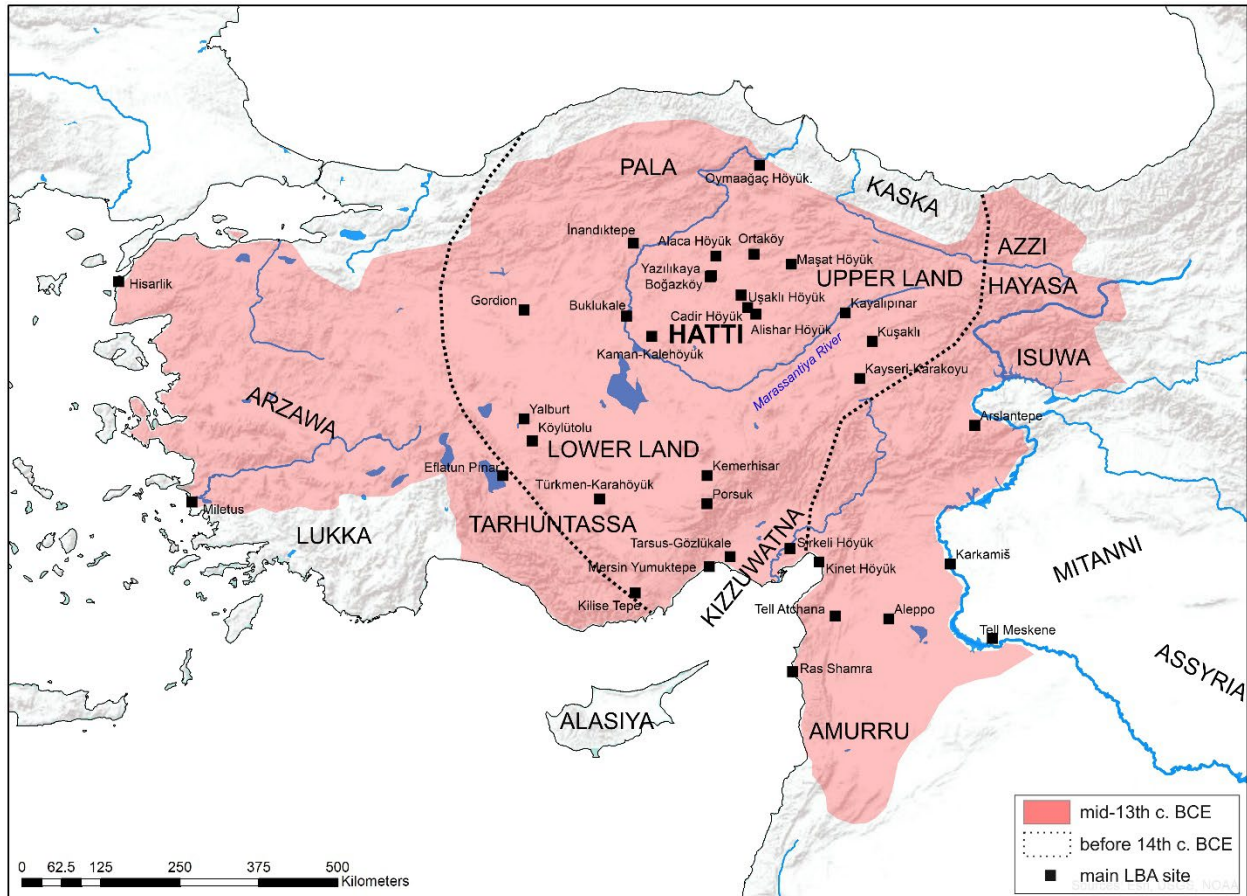 PALA
Oymaağaç Höyük
KASKA
İnandıktepe
Alaca Höyük
Ortaköy
Maşat Höyük
AZZI
Yazılıkaya
Boğazköy
UPPER LAND
HAYASA
Hisarlik
Gordion
Buklukale
Uşaklı Höyük
Kayalıpınar
Cadir Höyük
Alishar Höyük
HATTI
Kuşaklı
ISUWA
Kaman-Kalehöyük
Marassantiya River
Kayseri-Karakoyu
ARZAWA
Yalburt
Köylütolu
Arslantepe
LOWER LAND
Eflatun Pınar
Kemerhisar
Türkmen-Karahöyük
Porsuk
Miletus
TARHUNTASSA
LUKKA
Tarsus-Gözlükale
Sirkeli Höyük
Mersin Yumuktepe
Kinet Höyük
KIZZUWATNA
Karkamiš
MITANNI
Kilise Tepe
Tell Atchana
Aleppo
Tell Meskene
ASSYRIA
Ras Shamra
ALASIYA
AMURRU
mid-13th c. BCE
before 14th c. BCE
main LBA site
0 62.5 125 250 375 500
Kilometers